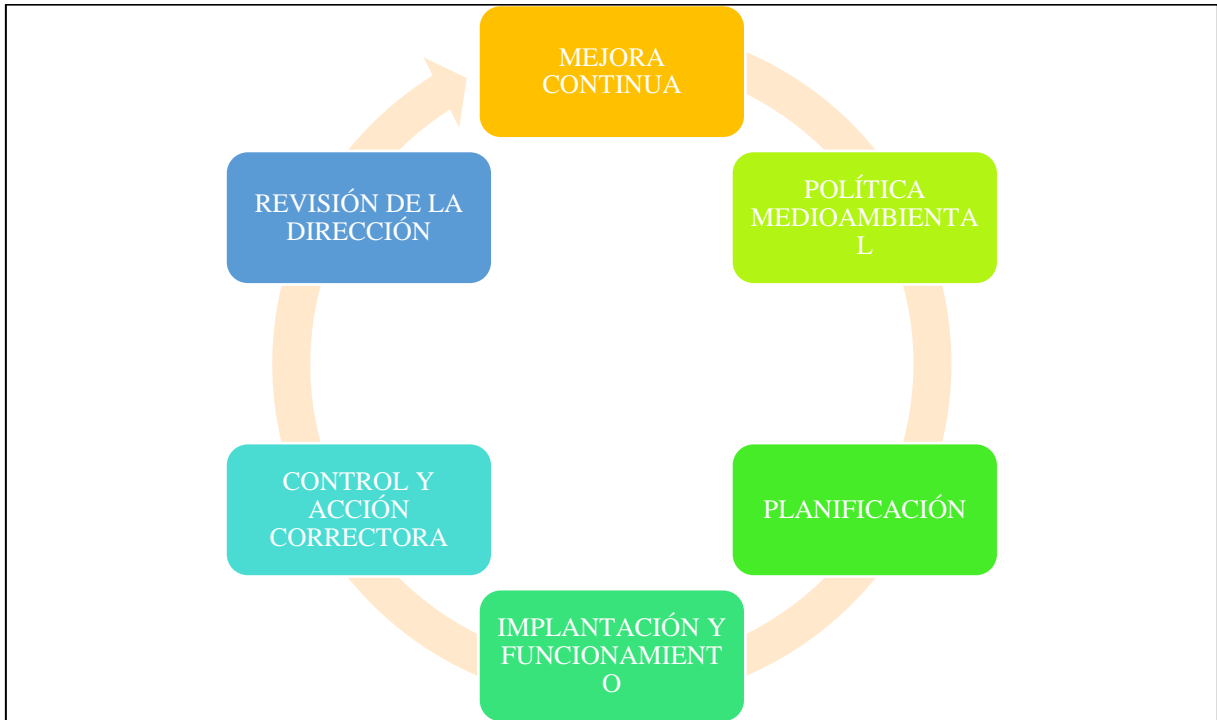 MEJORA
CONTINUA
POLÍTICA
MEDIOAMBIENTA
L
PLANIFICACIÓN
IMPLANTACIÓN Y
FUNCIONAMIENT
O
CONTROL Y
ACCIÓN
CORRECTORA
REVISIÓN DE LA
DIRECCIÓN